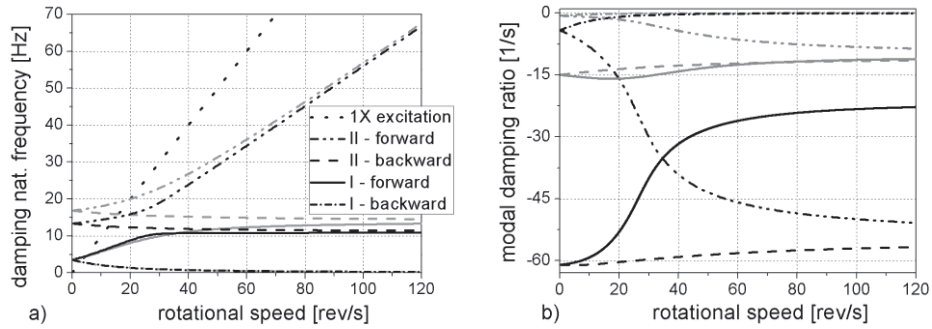 70
60
50
40
30
20
10
0
damping nat. frequency [Hz]
1X excitation
II - forward
II - backward
I - forward
I - backward
0 20 40 60 80 100 120
a) rotational speed [rev/s]
0
-15
-30
-45
-60
modal damping ratio [1/s]
0 20 40 60 80 100 120
b) rotational speed [rev/s]